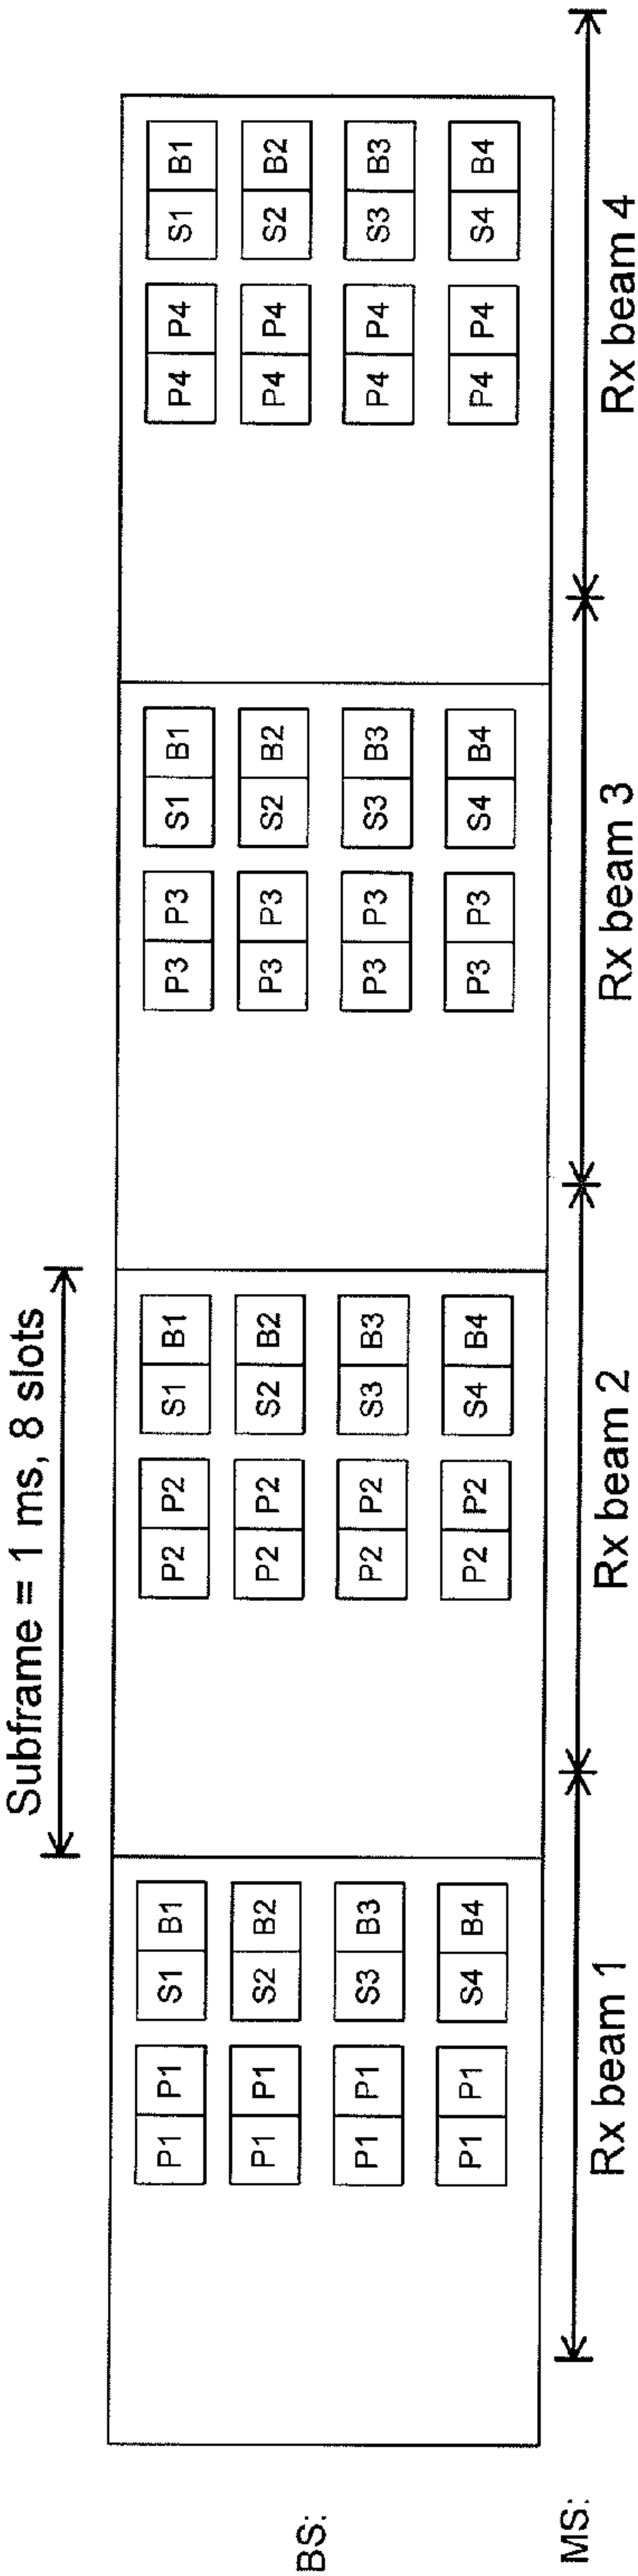 Subframe = 1 ms, 8 slots
BS:
P1 P1 S1 B1 P2 P2 S1 B1 P3 P3 S1 B1 P4 P4 S1 B1
P1 P1 S2 B2 P2 P2 S2 B2 P3 P3 S2 B2 P4 P4 S2 B2
P1 P1 S3 B3 P2 P2 S3 B3 P3 P3 S3 B3 P4 P4 S3 B3
P1 P1 S4 B4 P2 P2 S4 B4 P3 P3 S4 B4 P4 P4 S4 B4
MS:
Rx beam 1 Rx beam 2 Rx beam 3 Rx beam 4